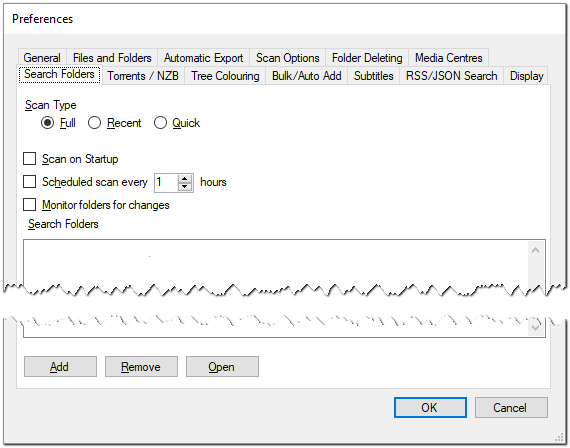 Preferences
General Files and Folders Automatic Export Scan Options Folder Deleting Media Centres
Search Folders Torrents / NZB Tree Colouring Bulk/Auto Add Subtitles RSS/JSON Search Display
Scan Type
Full Recent Quick
Scan on Startup
Scheduled scan every 1 hours
Monitor folders for changes
Search Folders
Add Remove Open
OK Cancel